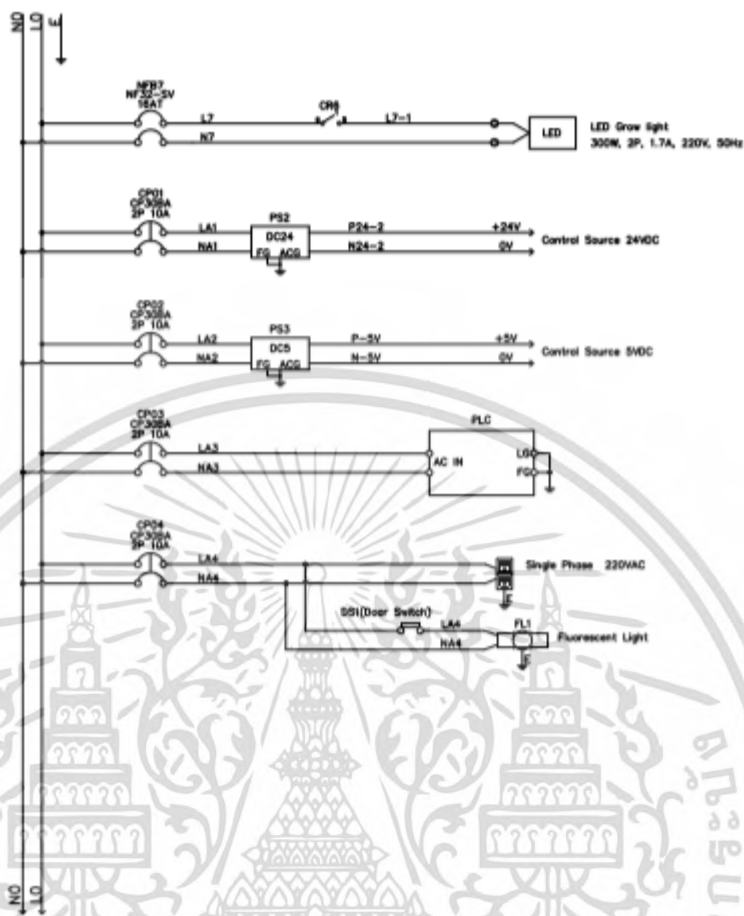 N0 L0 E
NFB7
NF32-SV
16AT
L7 CR6 L7-1
N7
LED
LED Grow light
300W, 2P, 1.7A, 220V, 50Hz
CP01
CP30BA
2P 10A
LA1 PS2 P24-2 +24V
DC24
NA1 N24-2 0V
FG ACG
Control Source 24VDC
CP02
CP30BA
2P 10A
LA2 PS3 P-5V +5V
DC5
NA2 N-5V 0V
FG ACG
Control Source 5VDC
CP03
CP30BA
2P 10A
PLC
LA3 LG
AC IN
NA3 FG
CP04
CP30BA
2P 10A
LA4
NA4
Single Phase 220VAC
E
SS1(Door Switch) LA4 FL1
NA4
Fluorescent Light
E
N0 L0